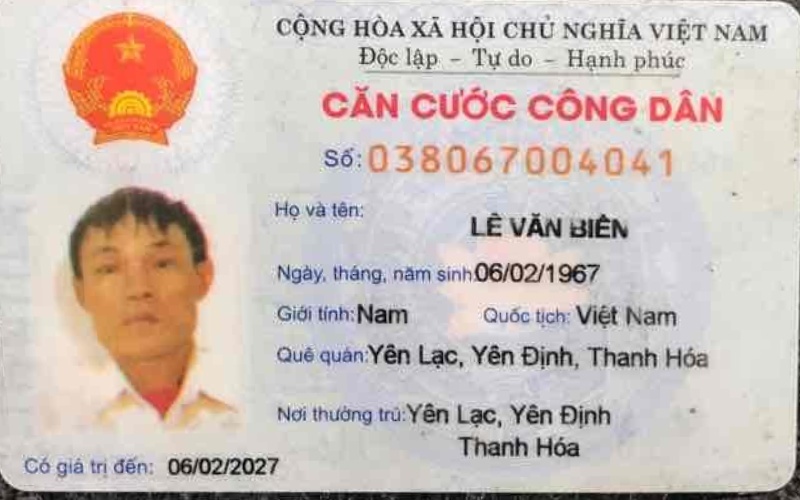 CỘNG HÒA XÃ HỘI CHỦ NGHĨA VIỆT NAM
Độc lập - Tự do - Hạnh phúc
CĂN CƯỚC CÔNG DÂN
Số: 038067004041
Họ và tên:
LÊ VĂN BIÊN
Ngày, tháng, năm sinh: 06/02/1967
Giới tính: Nam Quốc tịch: Việt Nam
Quê quán: Yên Lạc, Yên Định, Thanh Hóa
Nơi thường trú: Yên Lạc, Yên Định
Thanh Hóa
Có giá trị đến: 06/02/2027